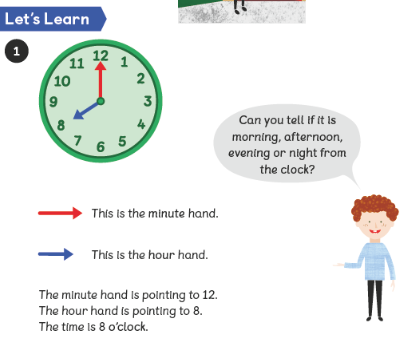 Let's Learn
1
12
1
2
3
4
5
6
7
8
9
10
11
Can you tell if it is
morning, afternoon,
evening or night from
the clock?
This is the minute hand.
This is the hour hand.
The minute hand is pointing to 12.
The hour hand is pointing to 8.
The time is 8 o'clock.